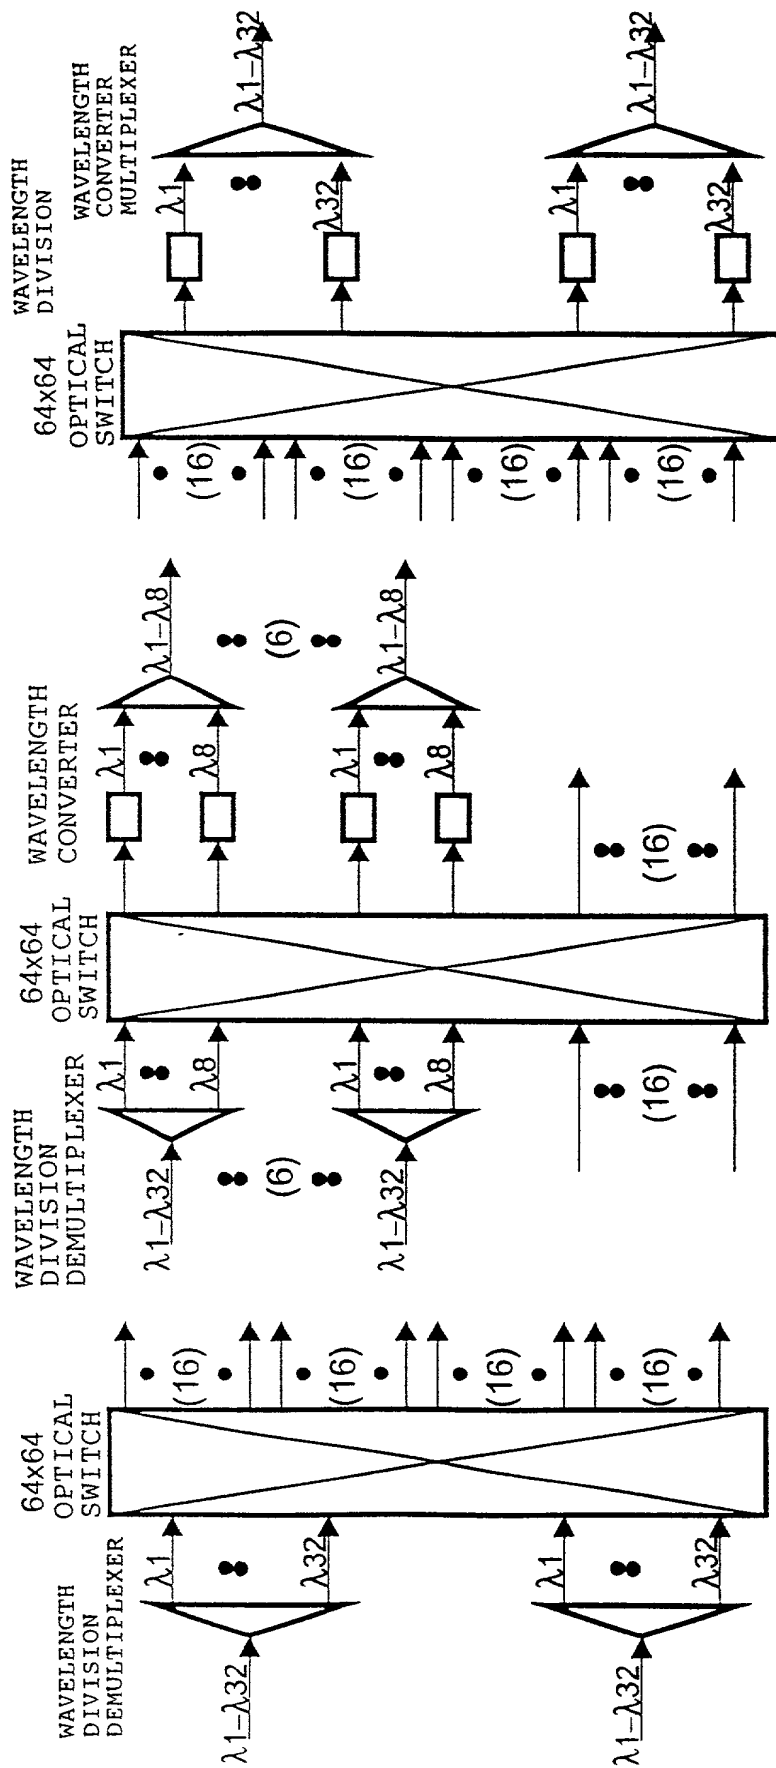 WAVELENGTH
DIVISION
DEMULTIPLEXER
64x64
OPTICAL
SWITCH
λ1–λ32
λ1
λ32
λ1–λ32
λ1
λ32
(16)
(16)
(16)
(16)
WAVELENGTH
DIVISION
DEMULTIPLEXER
64x64
OPTICAL
SWITCH
WAVELENGTH
CONVERTER
λ1–λ32
λ1
λ8
(6)
λ1–λ32
λ1
λ8
(16)
λ1
λ8
λ1–λ8
(6)
λ1
λ8
λ1–λ8
(16)
64x64
OPTICAL
SWITCH
WAVELENGTH
DIVISION
WAVELENGTH
CONVERTER
MULTIPLEXER
(16)
(16)
(16)
(16)
λ1
λ32
λ1–λ32
λ1
λ32
λ1–λ32